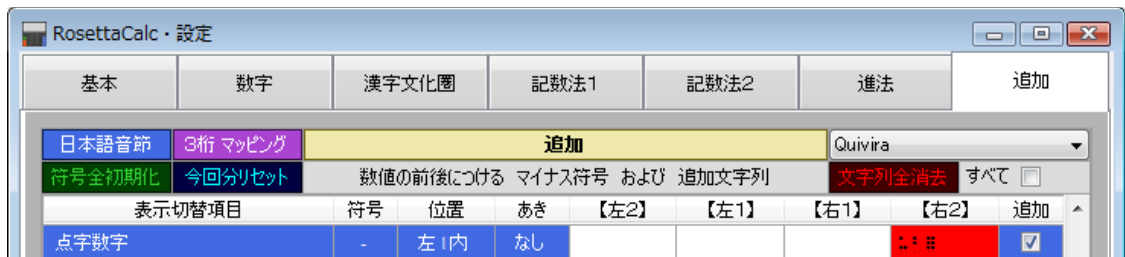 RosettaCalc・設定
基本 数字 漢字文化圏 記数法1 記数法2 進法 追加
日本語音節 3桁 マッピング 追加 Quivira
符号全初期化 今回分リセット 数値の前後につける マイナス符号 および 追加文字列 文字列全消去 すべて
表示切替項目 符号 位置 あき 【左2】 【左1】 【右1】 【右2】 追加
点字数字 - 左 | 内 なし